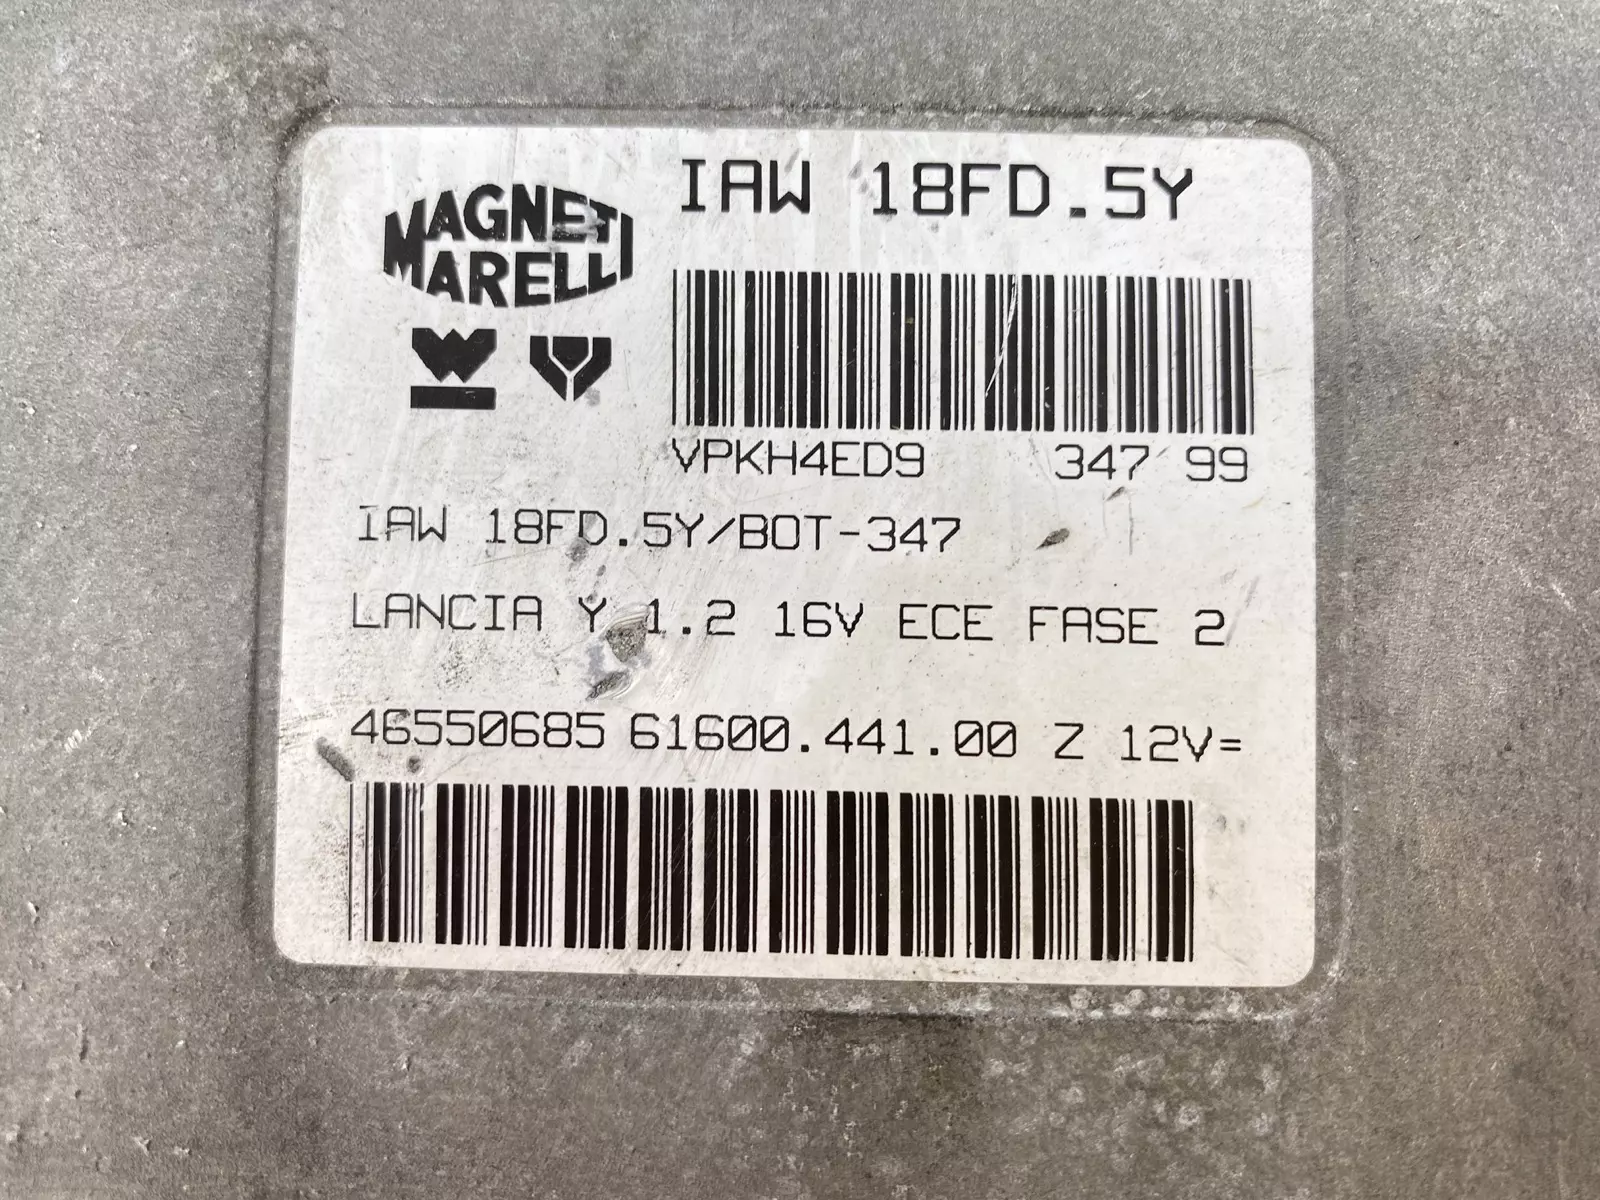 MAGNETI
MARELLI
IAW 18FD.5Y
VPKH4ED9 347 99
IAW 18FD.5Y/BOT-347
LANCIA Y 1.2 16V ECE FASE 2
46550685 61600.441.00 Z 12V=